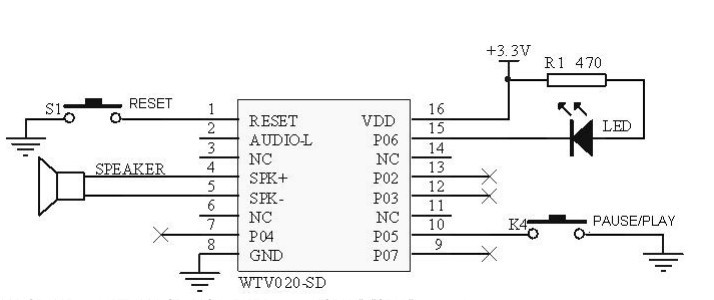 +3.3V
R1 470
S1 RESET
1 RESET VDD 16
2 AUDIO-L P06 15
LED
3 NC NC 14
SPEAKER
4 SPK+ P02 13
5 SPK- P03 12
6 NC NC 11
7 P04 P05 10
K4 PAUSE/PLAY
8 GND P07 9
WTV020-SD